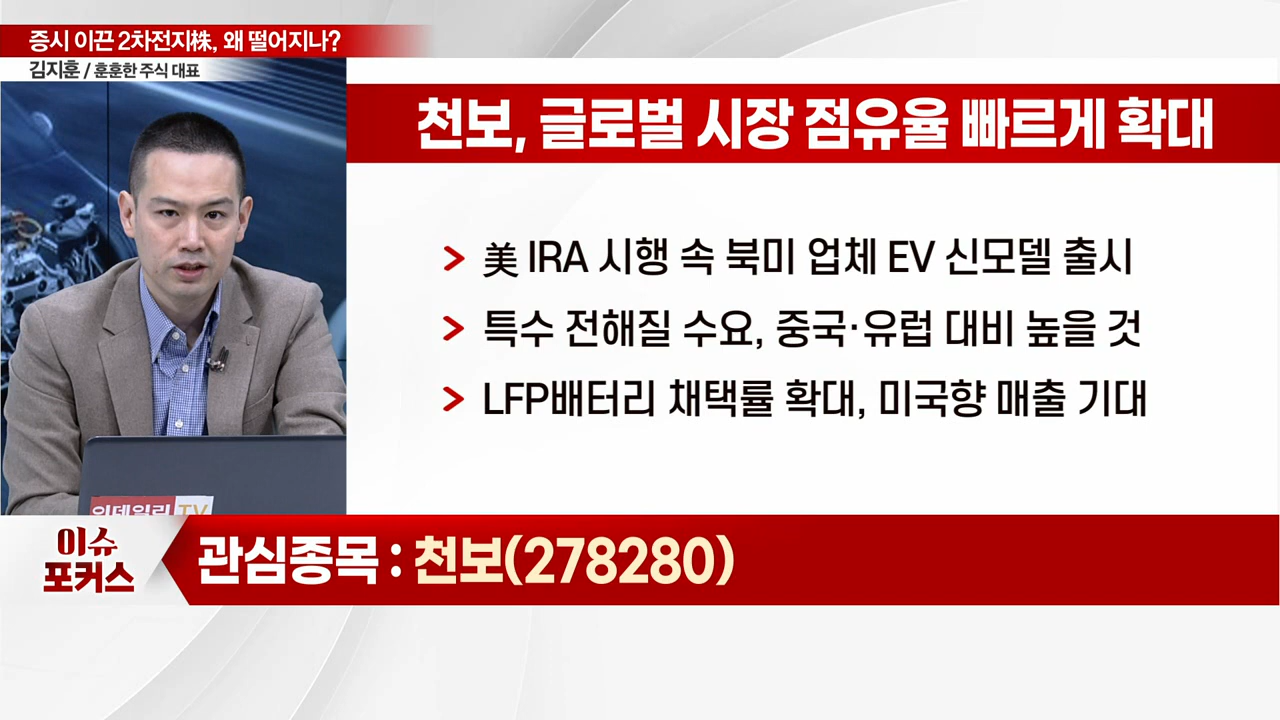 증시 이끈 2차전지株, 왜 떨어지나?
김지훈 / 훈훈한 주식 대표
천보, 글로벌 시장 점유율 빠르게 확대
> 美 IRA 시행 속 북미 업체 EV 신모델 출시
> 특수 전해질 수요, 중국·유럽 대비 높을 것
> LFP배터리 채택률 확대, 미국향 매출 기대
이데일리 TV
이슈
포커스
관심종목 : 천보(278280)